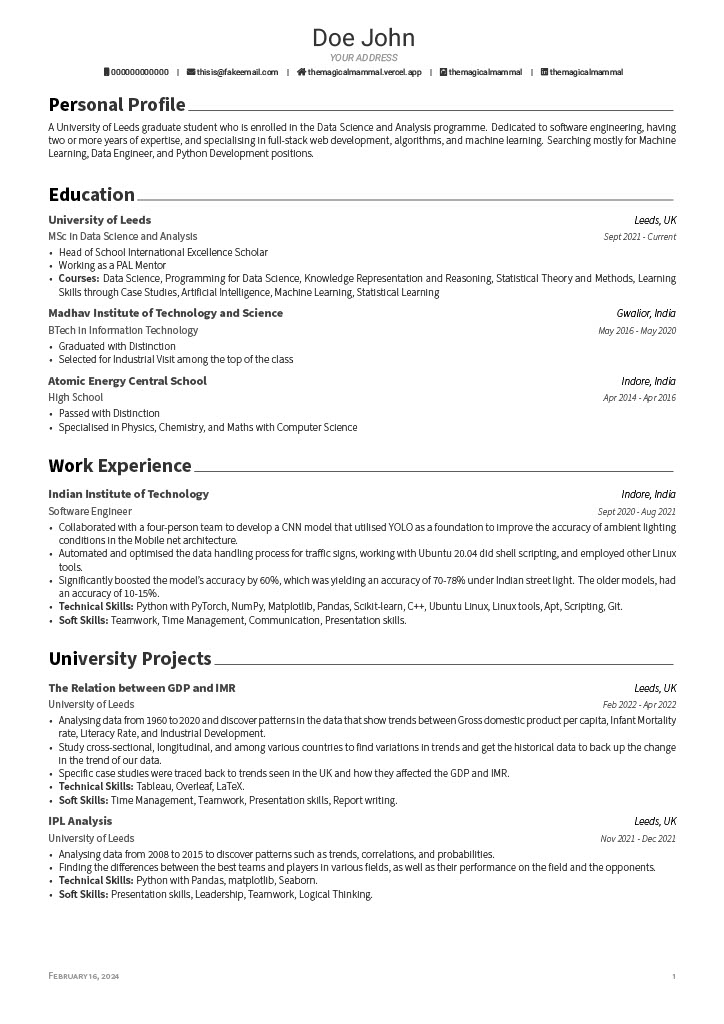 Doe John
YOUR ADDRESS
000000000000 | thisis@fakeemail.com | themagicalmammal.vercel.app | themagicalmammal | themagicalmammal
Personal Profile
A University of Leeds graduate student who is enrolled in the Data Science and Analysis programme. Dedicated to software engineering, having
two or more years of expertise, and specialising in full-stack web development, algorithms, and machine learning. Searching mostly for Machine
Learning, Data Engineer, and Python Development positions.
Education
University of Leeds Leeds, UK
MSc in Data Science and Analysis Sept 2021 - Current
• Head of School International Excellence Scholar
• Working as a PAL Mentor
• Courses: Data Science, Programming for Data Science, Knowledge Representation and Reasoning, Statistical Theory and Methods, Learning
Skills through Case Studies, Artificial Intelligence, Machine Learning, Statistical Learning
Madhav Institute of Technology and Science Gwalior, India
BTech in Information Technology May 2016 - May 2020
• Graduated with Distinction
• Selected for Industrial Visit among the top of the class
Atomic Energy Central School Indore, India
High School Apr 2014 - Apr 2016
• Passed with Distinction
• Specialised in Physics, Chemistry, and Maths with Computer Science
Work Experience
Indian Institute of Technology Indore, India
Software Engineer Sept 2020 - Aug 2021
• Collaborated with a four-person team to develop a CNN model that utilised YOLO as a foundation to improve the accuracy of ambient lighting
conditions in the Mobile net architecture.
• Automated and optimised the data handling process for traffic signs, working with Ubuntu 20.04 did shell scripting, and employed other Linux
tools.
• Significantly boosted the model's accuracy by 60%, which was yielding an accuracy of 70-78% under Indian street light. The older models, had
an accuracy of 10-15%.
• Technical Skills: Python with PyTorch, NumPy, Matplotlib, Pandas, Scikit-learn, C++, Ubuntu Linux, Linux tools, Apt, Scripting, Git.
• Soft Skills: Teamwork, Time Management, Communication, Presentation skills.
University Projects
The Relation between GDP and IMR Leeds, UK
University of Leeds Feb 2022 - Apr 2022
• Analysing data from 1960 to 2020 and discover patterns in the data that show trends between Gross domestic product per capita, Infant Mortality
rate, Literacy Rate, and Industrial Development.
• Study cross-sectional, longitudinal, and among various countries to find variations in trends and get the historical data to back up the change
in the trend of our data.
• Specific case studies were traced back to trends seen in the UK and how they affected the GDP and IMR.
• Technical Skills: Tableau, Overleaf, LaTeX.
• Soft Skills: Time Management, Teamwork, Presentation skills, Report writing.
IPL Analysis Leeds, UK
University of Leeds Nov 2021 - Dec 2021
• Analysing data from 2008 to 2015 to discover patterns such as trends, correlations, and probabilities.
• Finding the differences between the best teams and players in various fields, as well as their performance on the field and the opponents.
• Technical Skills: Python with Pandas, matplotlib, Seaborn.
• Soft Skills: Presentation skills, Leadership, Teamwork, Logical Thinking.
February 16, 2024 1